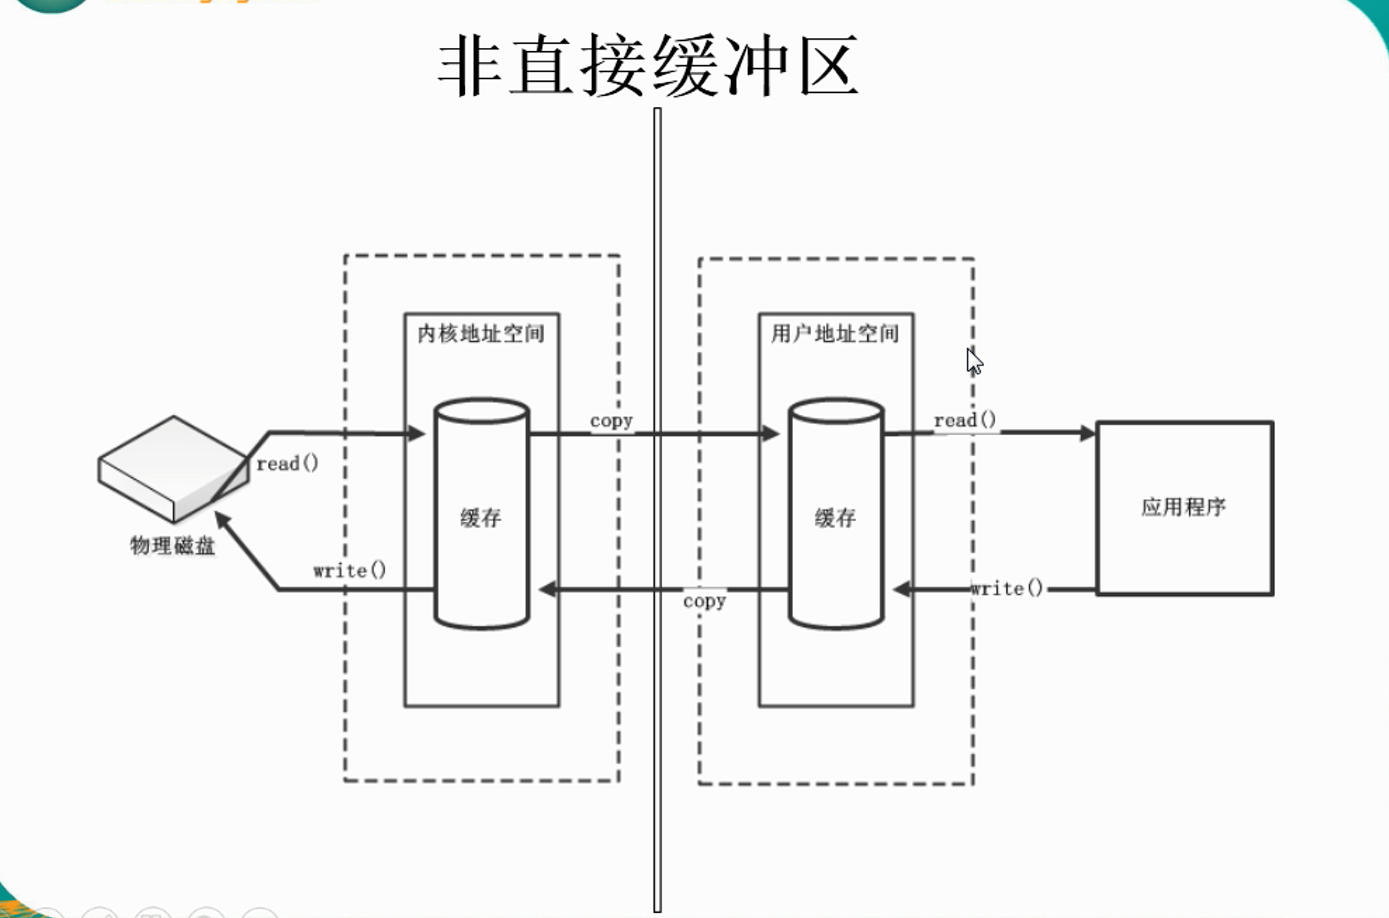 非直接缓冲区
内核地址空间
用户地址空间
copy
read()
read()
缓存
缓存
应用程序
物理磁盘
write()
copy
write()